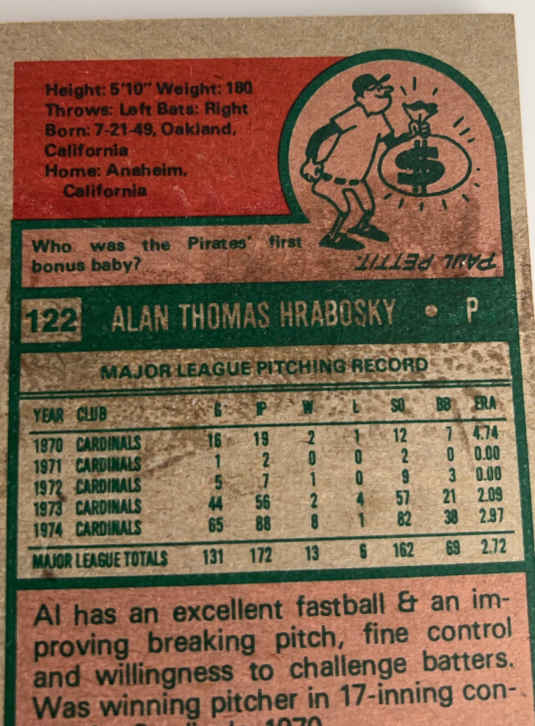 Height: 5'10" Weight: 180
Throws: Left Bats: Right
Born: 7-21-49, Oakland,
California
Home: Anaheim,
California
$
Who was the Pirates' first
bonus baby?
PAUL PETTIT.
122 ALAN THOMAS HRABOSKY • P
MAJOR LEAGUE PITCHING RECORD
YEAR CLUB G IP W L SO BB ERA
1970 CARDINALS 16 19 2 1 12 7 4.74
1971 CARDINALS 1 2 0 0 2 0 0.00
1972 CARDINALS 5 7 1 0 9 3 0.00
1973 CARDINALS 44 56 2 4 57 21 2.09
1974 CARDINALS 65 88 8 1 82 38 2.97
MAJOR LEAGUE TOTALS 131 172 13 6 162 69 2.72
Al has an excellent fastball & an im-
proving breaking pitch, fine control
and willingness to challenge batters.
Was winning pitcher in 17-inning con-
1970